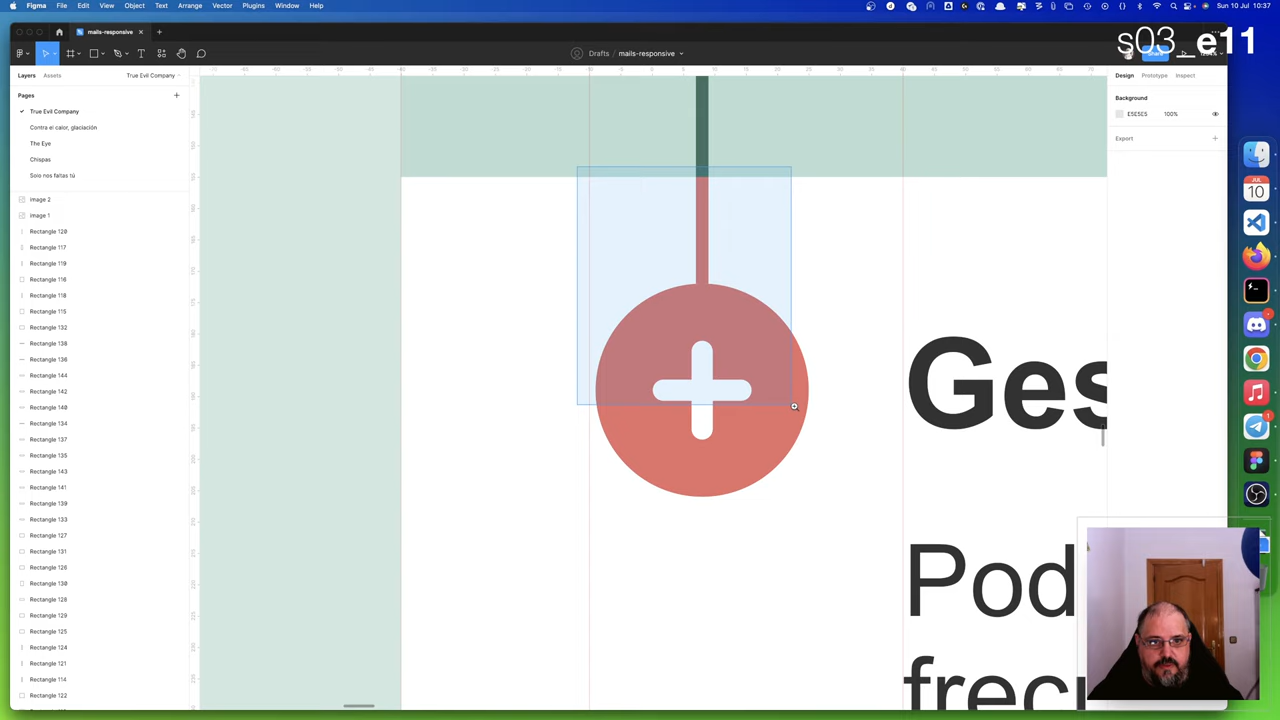 Figma File Edit View Object Text Arrange Vector Plugins Window Help
Sun 10 Jul 10:37
s03 e11
mails-responsive
Drafts / mails-responsive
Share
Layers Assets True Evil Company
Design Prototype Inspect
Pages
True Evil Company
Contra el calor, glaciación
The Eye
Chispas
Solo nos faltas tú
image 2
image 1
Rectangle 120
Rectangle 117
Rectangle 119
Rectangle 116
Rectangle 118
Rectangle 115
Rectangle 132
Rectangle 138
Rectangle 136
Rectangle 144
Rectangle 142
Rectangle 140
Rectangle 134
Rectangle 137
Rectangle 135
Rectangle 143
Rectangle 141
Rectangle 139
Rectangle 133
Rectangle 127
Rectangle 131
Rectangle 126
Rectangle 130
Rectangle 128
Rectangle 129
Rectangle 125
Rectangle 124
Rectangle 121
Rectangle 114
Rectangle 122
Background
E5E5E5 100%
Export
Ges
Pod
frec
JUL
10
1